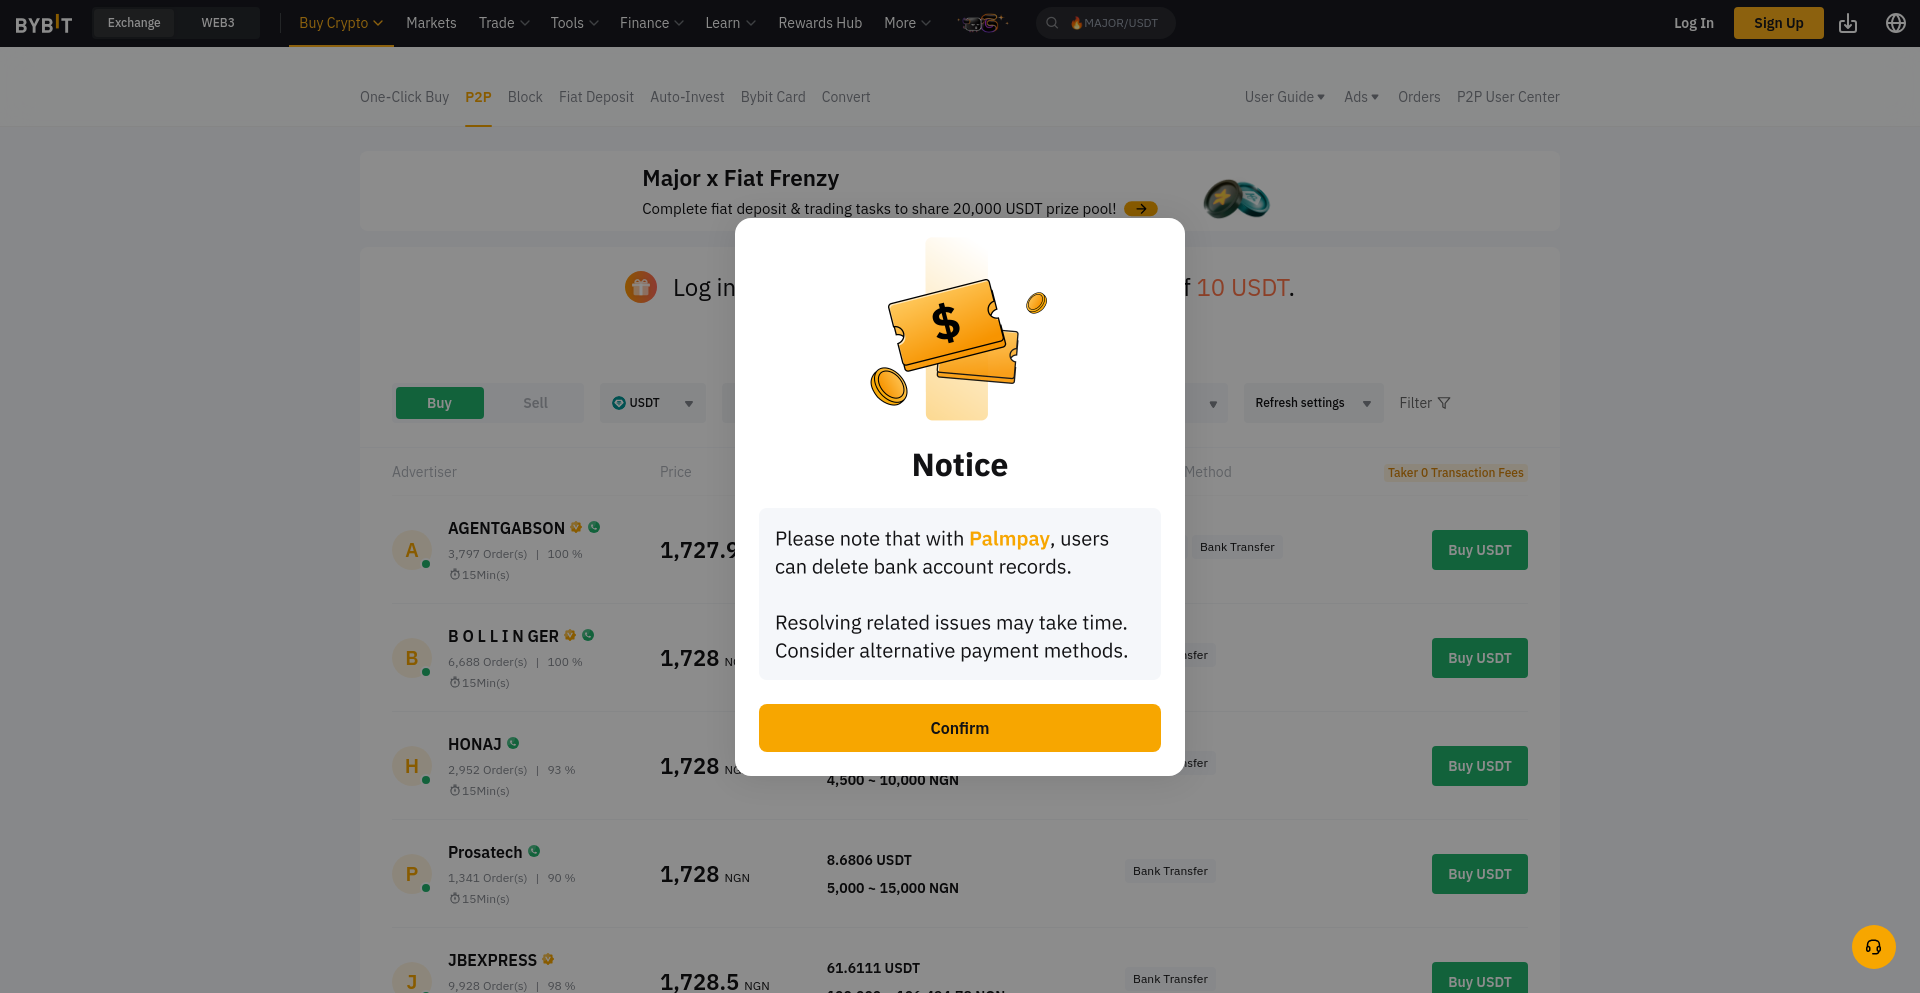 BYBIT
Exchange
WEB3
Buy Crypto
Markets
Trade
Tools
Finance
Learn
Rewards Hub
More
MAJOR/USDT
Log In
Sign Up
One-Click Buy
P2P
Block
Fiat Deposit
Auto-Invest
Bybit Card
Convert
User Guide
Ads
Orders
P2P User Center
Major x Fiat Frenzy
Complete fiat deposit & trading tasks to share 20,000 USDT prize pool!
Log in
10 USDT.
Buy
Sell
USDT
Refresh settings
Filter
Advertiser
Price
Method
Taker 0 Transaction Fees
AGENTGABSON
3,797 Order(s) | 100 %
15Min(s)
1,727.9
Bank Transfer
Buy USDT
B O L L I N GER
6,688 Order(s) | 100 %
15Min(s)
1,728
Buy USDT
HONAJ
2,952 Order(s) | 93 %
15Min(s)
1,728
4,500 ~ 10,000 NGN
Buy USDT
Prosatech
1,341 Order(s) | 90 %
15Min(s)
1,728 NGN
8.6806 USDT
5,000 ~ 15,000 NGN
Bank Transfer
Buy USDT
JBEXPRESS
9,928 Order(s) | 98 %
1,728.5 NGN
61.6111 USDT
Bank Transfer
Buy USDT
$
Notice
Please note that with Palmpay, users
can delete bank account records.
Resolving related issues may take time.
Consider alternative payment methods.
Confirm
A
B
H
P
J